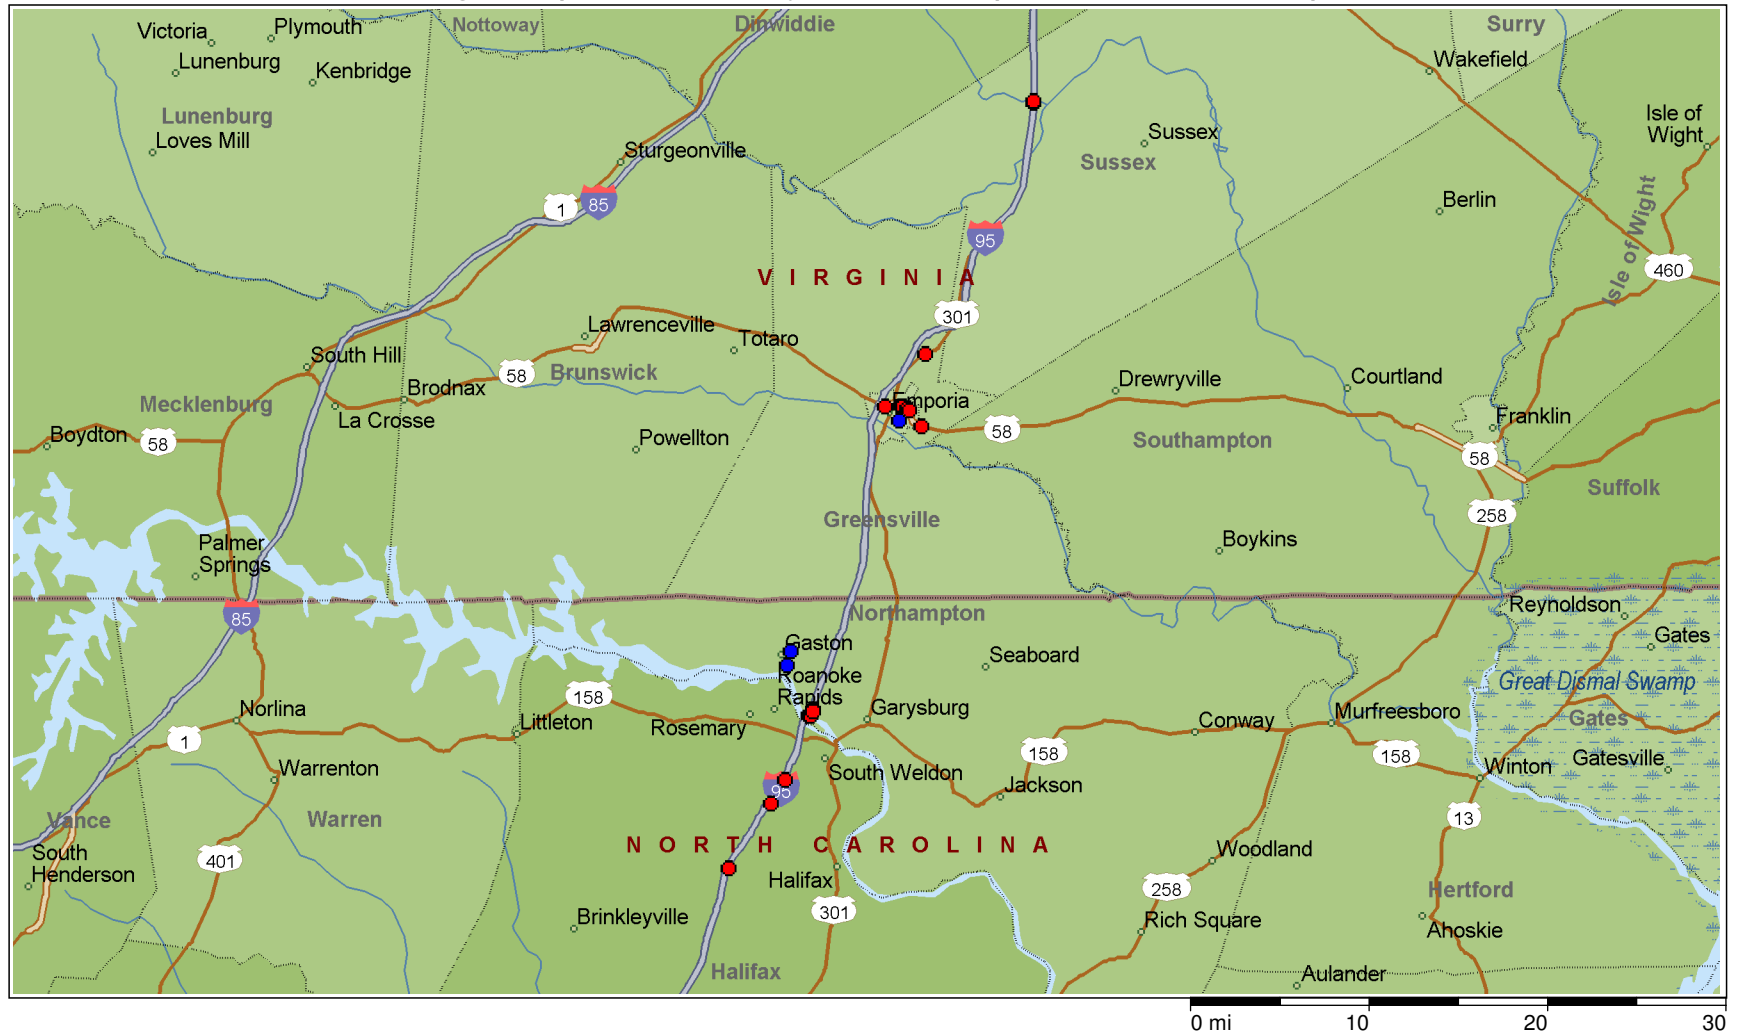 Nottoway
Dinwiddie
Surry
Victoria
Plymouth
Lunenburg
Kenbridge
Wakefield
Lunenburg
Loves Mill
Isle of
Wight
Sturgeonville
Sussex
Sussex
1
85
Berlin
Isle of Wight
95
460
VIRGINIA
301
Lawrenceville
Totaro
South Hill
58
Brunswick
Brodnax
Mecklenburg
La Crosse
Drewryville
Courtland
Emporia
Franklin
Boydton
58
Powellton
58
Southampton
58
Suffolk
258
Greensville
Palmer
Springs
Boykins
85
Northampton
Reynoldson
Gaston
Gates
Seaboard
Roanoke
Rapids
Great Dismal Swamp
158
Norlina
Littleton
Rosemary
Garysburg
Conway
Murfreesboro
Gates
1
158
158
Warrenton
South Weldon
Jackson
Winton
Gatesville
95
Vance
Warren
13
NORTH CAROLINA
South
Henderson
401
Halifax
Woodland
258
Hertford
301
Brinkleyville
Rich Square
Ahoskie
Halifax
Aulander
0 mi
10
20
30